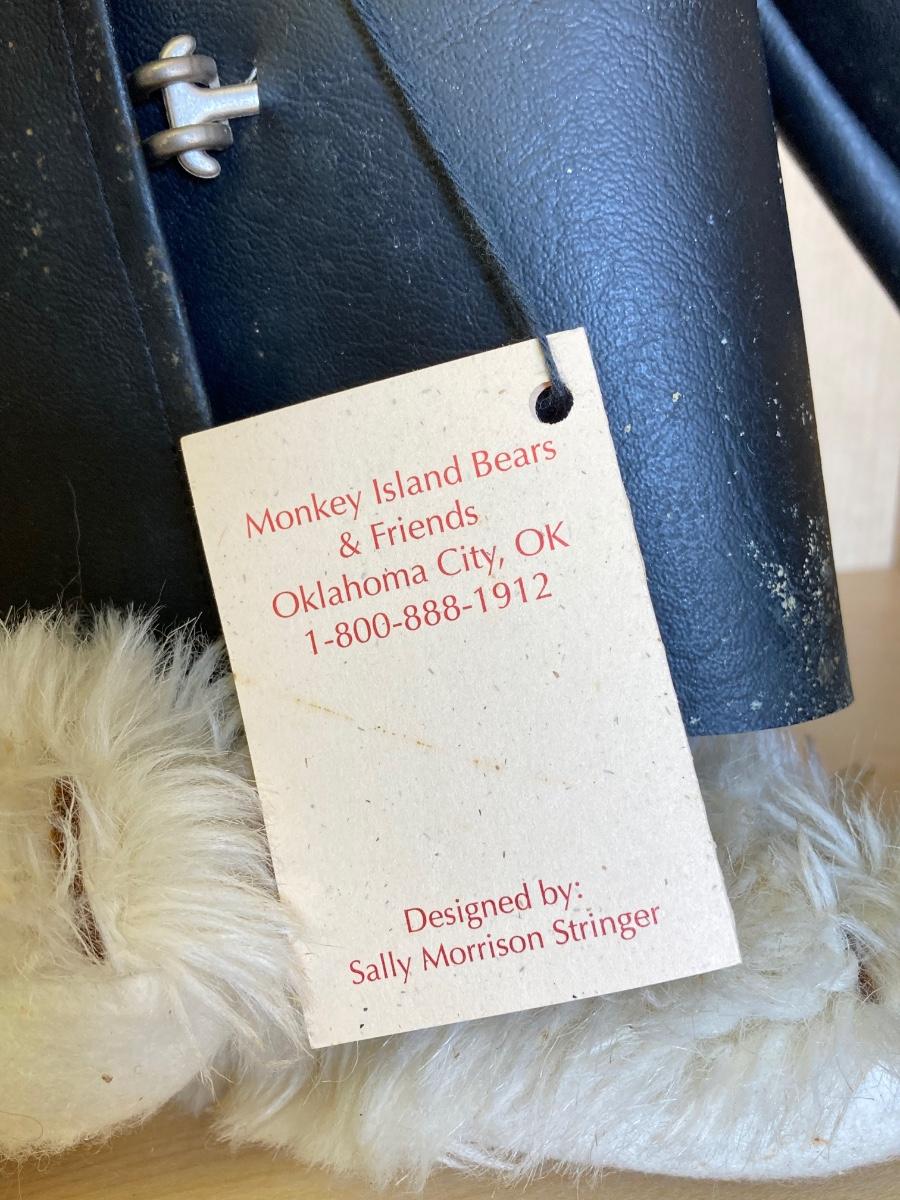 Monkey Island Bears
& Friends
Oklahoma City, OK
1-800-888-1912
Designed by:
Sally Morrison Stringer